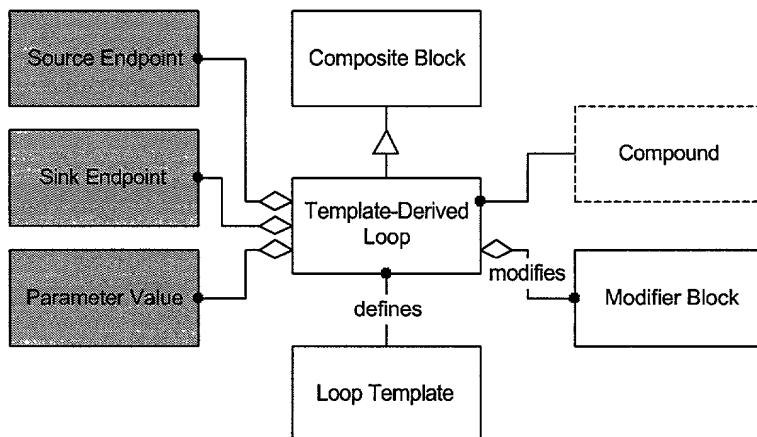 Source Endpoint
Composite Block
Sink Endpoint
Compound
Template-Derived
Loop
Parameter Value
modifies
Modifier Block
defines
Loop Template